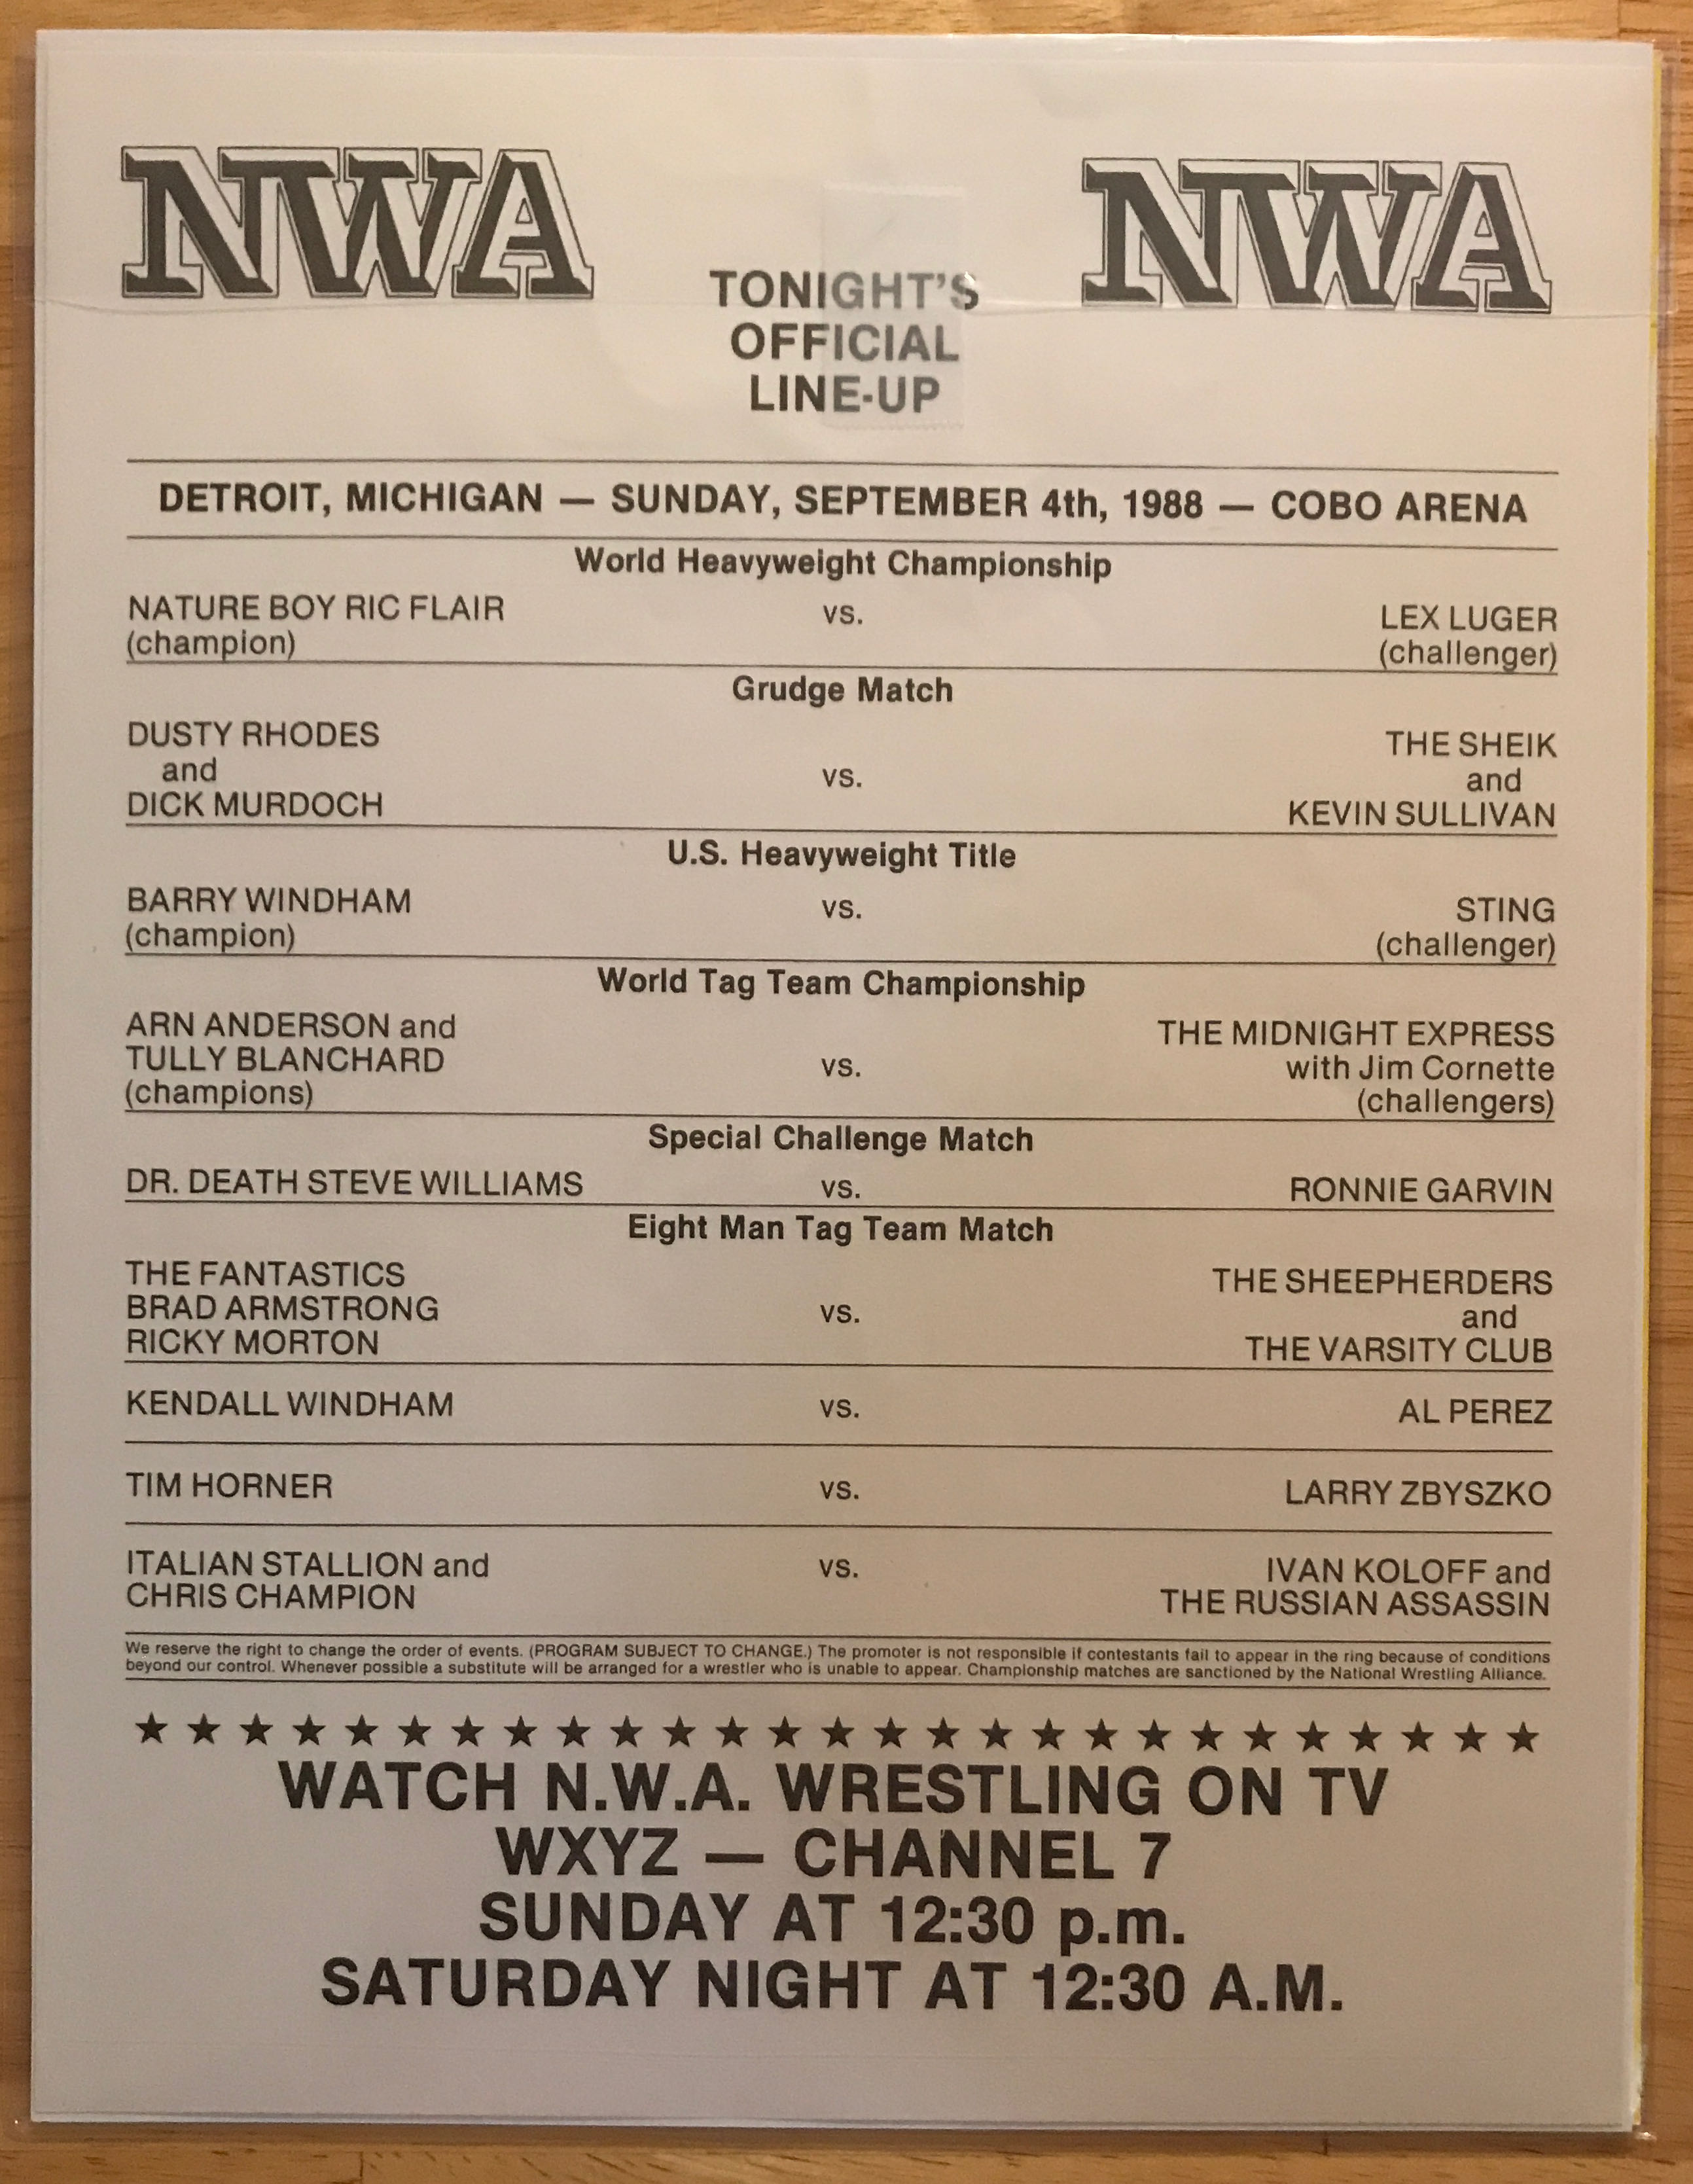 NWA NWA
TONIGHT'S
OFFICIAL
LINE-UP
DETROIT, MICHIGAN — SUNDAY, SEPTEMBER 4th, 1988 — COBO ARENA
World Heavyweight Championship
NATURE BOY RIC FLAIR vs. LEX LUGER
(champion) (challenger)
Grudge Match
DUSTY RHODES THE SHEIK
and vs. and
DICK MURDOCH KEVIN SULLIVAN
U.S. Heavyweight Title
BARRY WINDHAM vs. STING
(champion) (challenger)
World Tag Team Championship
ARN ANDERSON and THE MIDNIGHT EXPRESS
TULLY BLANCHARD vs. with Jim Cornette
(champions) (challengers)
Special Challenge Match
DR. DEATH STEVE WILLIAMS vs. RONNIE GARVIN
Eight Man Tag Team Match
THE FANTASTICS THE SHEEPHERDERS
BRAD ARMSTRONG vs. and
RICKY MORTON THE VARSITY CLUB
KENDALL WINDHAM vs. AL PEREZ
TIM HORNER vs. LARRY ZBYSZKO
ITALIAN STALLION and vs. IVAN KOLOFF and
CHRIS CHAMPION THE RUSSIAN ASSASSIN
We reserve the right to change the order of events. (PROGRAM SUBJECT TO CHANGE.) The promoter is not responsible if contestants fail to appear in the ring because of conditions
beyond our control. Whenever possible a substitute will be arranged for a wrestler who is unable to appear. Championship matches are sanctioned by the National Wrestling Alliance.
WATCH N.W.A. WRESTLING ON TV
WXYZ — CHANNEL 7
SUNDAY AT 12:30 p.m.
SATURDAY NIGHT AT 12:30 A.M.